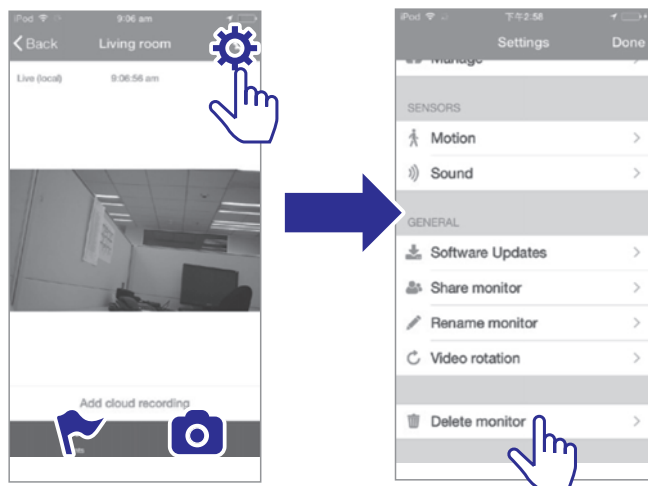 iPod 9:06 am
Back Living room
Live (local) 9:06:56 am
Add cloud recording
iPod 下午2:58
Settings Done
Manage
SENSORS
Motion
Sound
GENERAL
Software Updates
Share monitor
Rename monitor
Video rotation
Delete monitor